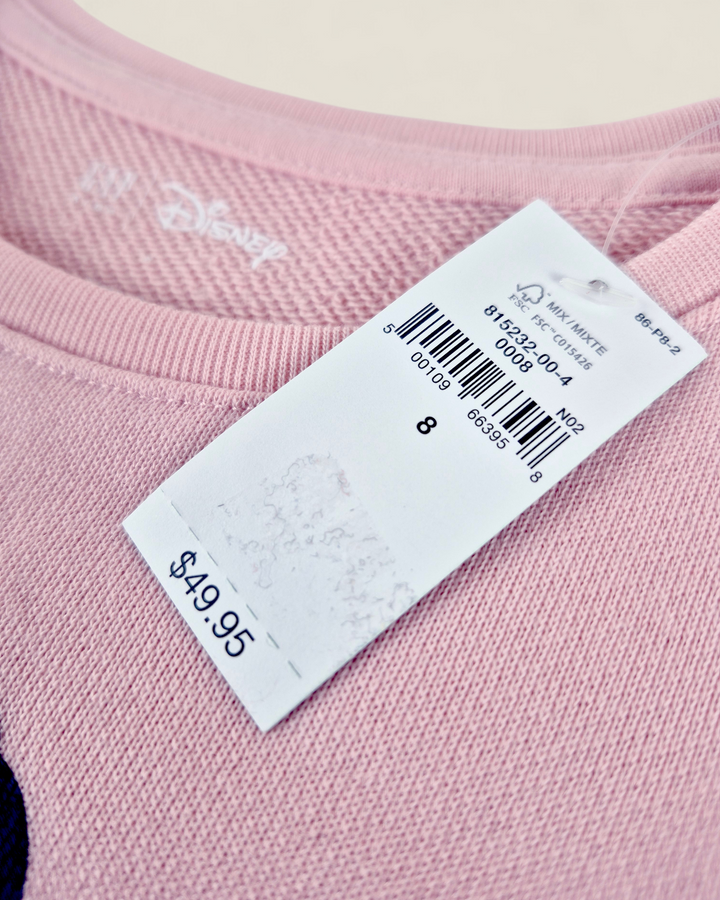 Disney
FSC
MIX/MIXTE
FSC™ C015426
86-P8-2
815232-00-4
0008
N02
5 00109 66395 8
8
$49.95